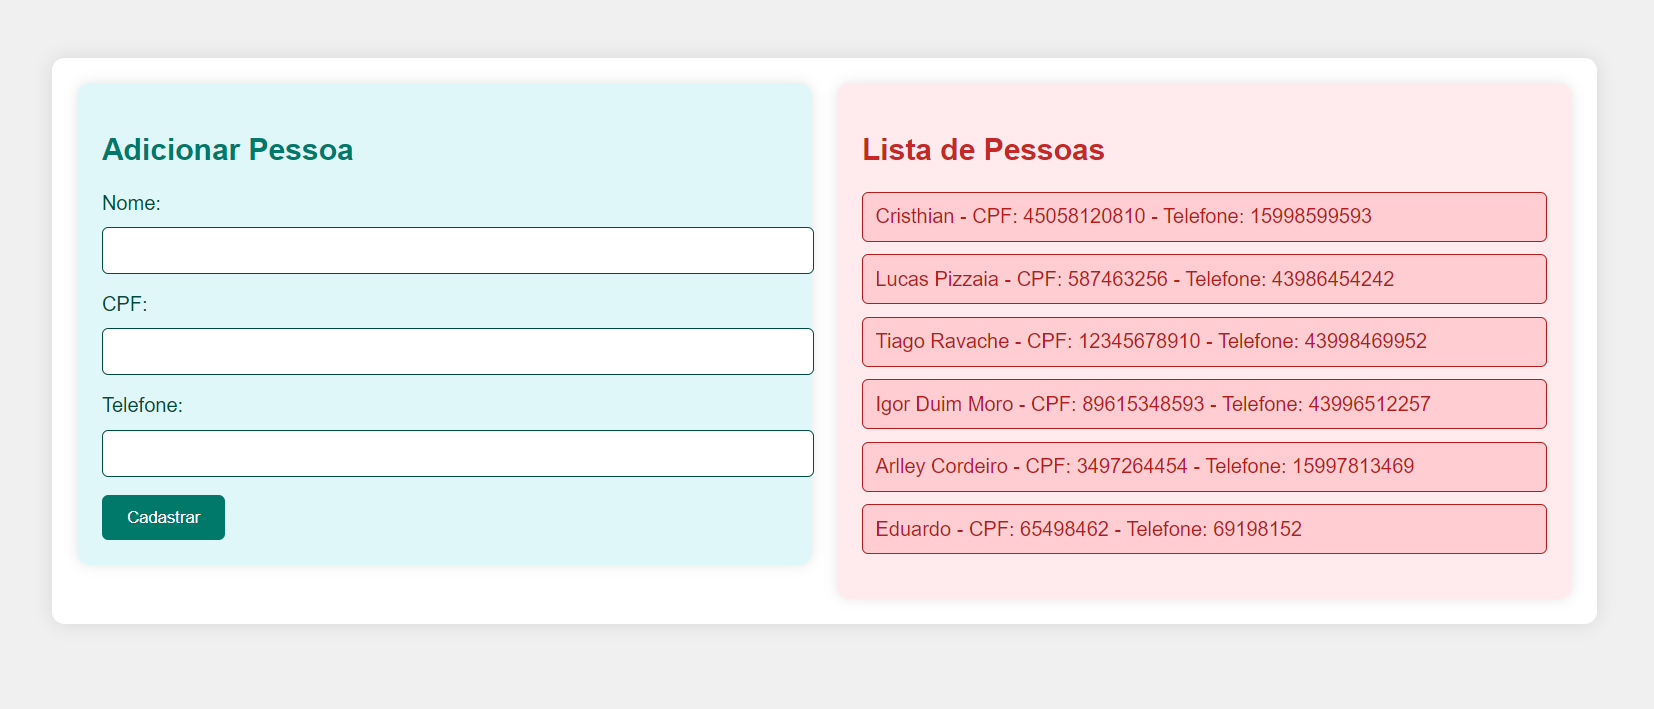 Adicionar Pessoa
Nome:
CPF:
Telefone:
Cadastrar
Lista de Pessoas
Cristhian - CPF: 45058120810 - Telefone: 15998599593
Lucas Pizzaia - CPF: 587463256 - Telefone: 43986454242
Tiago Ravache - CPF: 12345678910 - Telefone: 43998469952
Igor Duim Moro - CPF: 89615348593 - Telefone: 43996512257
Arlley Cordeiro - CPF: 3497264454 - Telefone: 15997813469
Eduardo - CPF: 65498462 - Telefone: 69198152